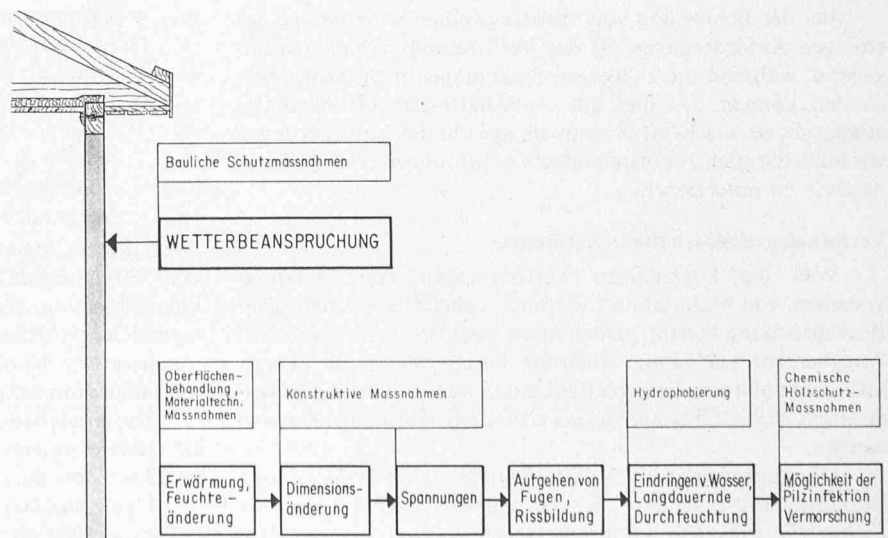 Bauliche Schutzmassnahmen
WETTERBEANSPRUCHUNG
Oberflächen-
behandlung,
Materialtechn.
Massnahmen
Konstruktive Massnahmen
Hydrophobierung
Chemische
Holzschutz-
Massnahmen
Erwärmung,
Feuchte-
änderung
Dimensions-
änderung
Spannungen
Aufgehen von
Fugen,
Rissbildung
Eindringen v. Wasser,
Langdauernde
Durchfeuchtung
Möglichkeit der
Pilzinfektion
Vermorschung